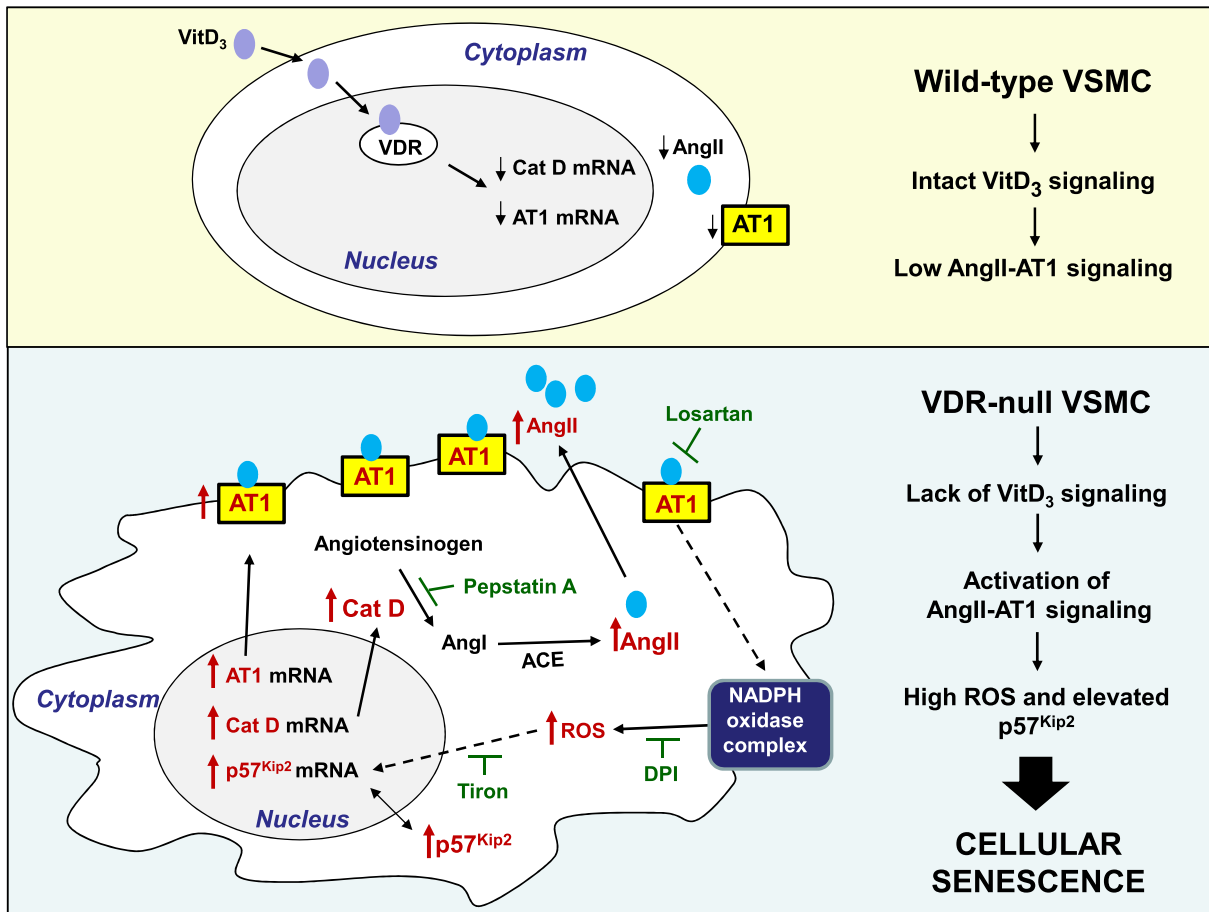 VitD3
Cytoplasm
VDR
Cat D mRNA
AT1 mRNA
Nucleus
AngII
AT1
Wild-type VSMC
Intact VitD3 signaling
Low AngII-AT1 signaling
AT1
AT1
AT1
AngII
Losartan
AT1
Angiotensinogen
Pepstatin A
Cat D
AngI
ACE
AngII
AT1 mRNA
Cytoplasm
Cat D mRNA
p57Kip2 mRNA
Nucleus
ROS
NADPH
oxidase
complex
Tiron
DPI
p57Kip2
VDR-null VSMC
Lack of VitD3 signaling
Activation of
AngII-AT1 signaling
High ROS and elevated
p57Kip2
CELLULAR
SENESCENCE